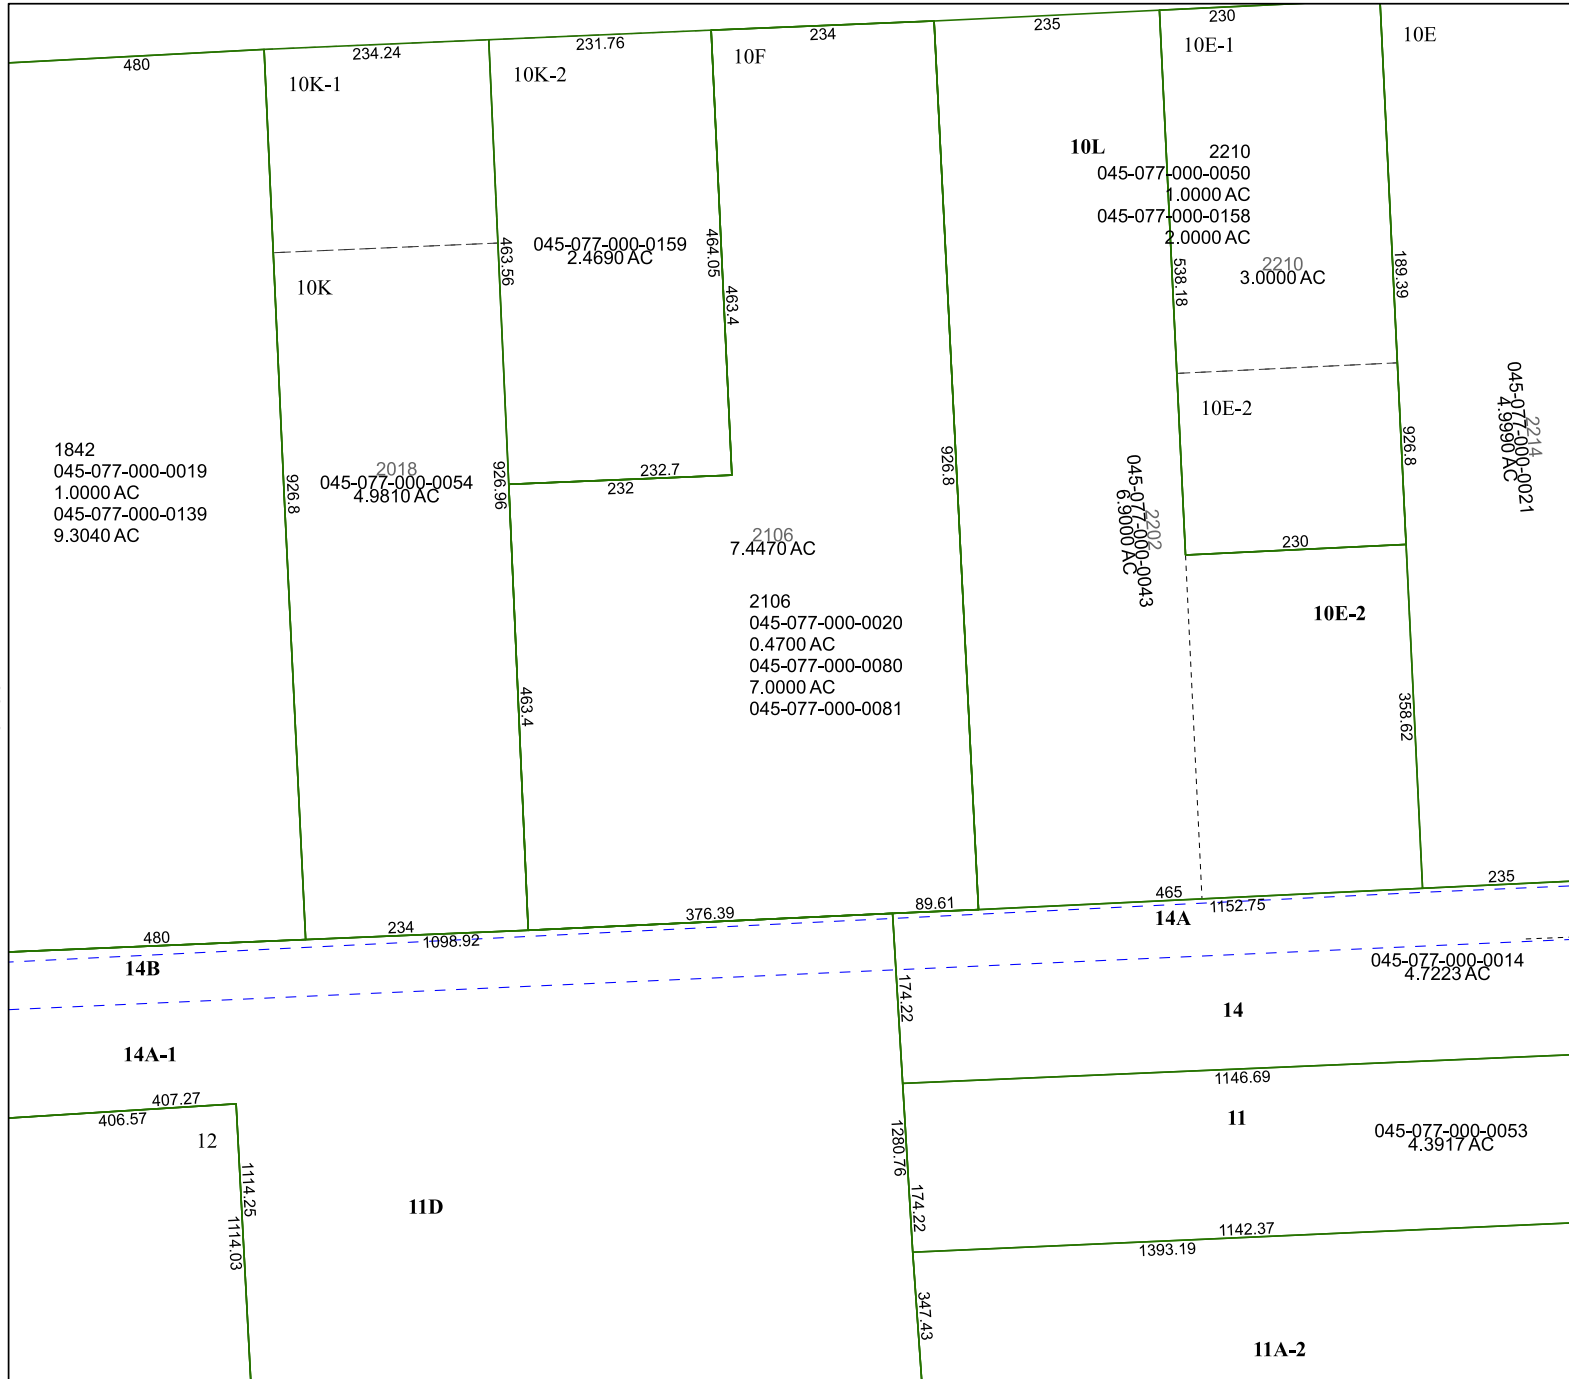 480
234.24
231.76
234
235
230
10K-1
10K-2
10F
10E-1
10E
10L
2210
045-077-000-0050
1.0000 AC
045-077-000-0158
2.0000 AC
2210
3.0000 AC
045-077-000-0159
2.4690 AC
463.56
464.05
463.4
538.18
189.39
10K
10E-2
1842
045-077-000-0019
1.0000 AC
045-077-000-0139
9.3040 AC
926.8
2018
045-077-000-0054
4.9810 AC
926.96
232.7
232
926.8
2202
045-077-000-0043
6.9000 AC
926.8
2214
045-077-000-0021
4.9990 AC
2106
7.4470 AC
2106
045-077-000-0020
0.4700 AC
045-077-000-0080
7.0000 AC
045-077-000-0081
230
10E-2
463.4
358.62
480
234
1098.92
376.39
89.61
465
1152.75
235
14B
14A
045-077-000-0014
4.7223 AC
174.22
14
14A-1
407.27
406.57
12
1146.69
11
1280.76
045-077-000-0053
4.3917 AC
1114.25
1114.03
11D
174.22
1142.37
1393.19
347.43
11A-2